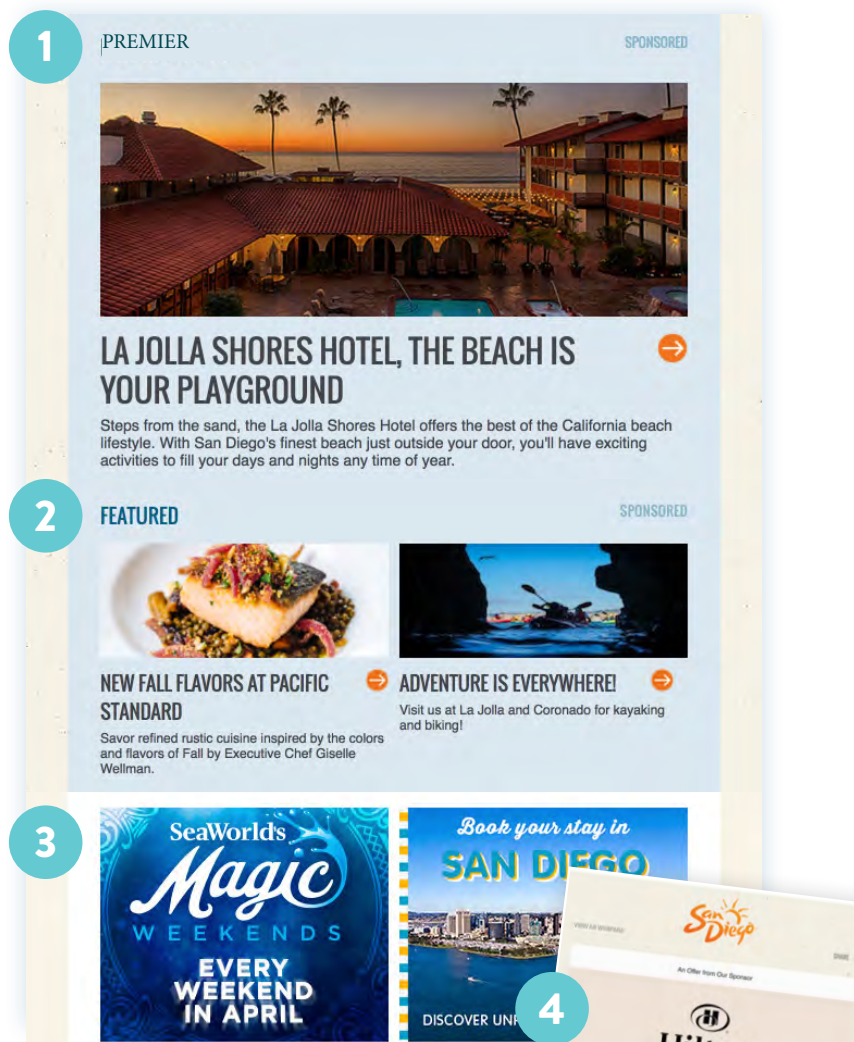 1
PREMIER
SPONSORED
LA JOLLA SHORES HOTEL, THE BEACH IS
YOUR PLAYGROUND
Steps from the sand, the La Jolla Shores Hotel offers the best of the California beach
lifestyle. With San Diego's finest beach just outside your door, you'll have exciting
activities to fill your days and nights any time of year.
2
FEATURED
SPONSORED
NEW FALL FLAVORS AT PACIFIC
STANDARD
Savor refined rustic cuisine inspired by the colors
and flavors of Fall by Executive Chef Giselle
Wellman.
ADVENTURE IS EVERYWHERE!
Visit us at La Jolla and Coronado for kayaking
and biking!
3
SeaWorld's
Magic
WEEKENDS
EVERY
WEEKEND
IN APRIL
Book your stay in
SAN DIEGO
DISCOVER
4
San
Diego
SHARE
An Offer from Our Sponsor
H